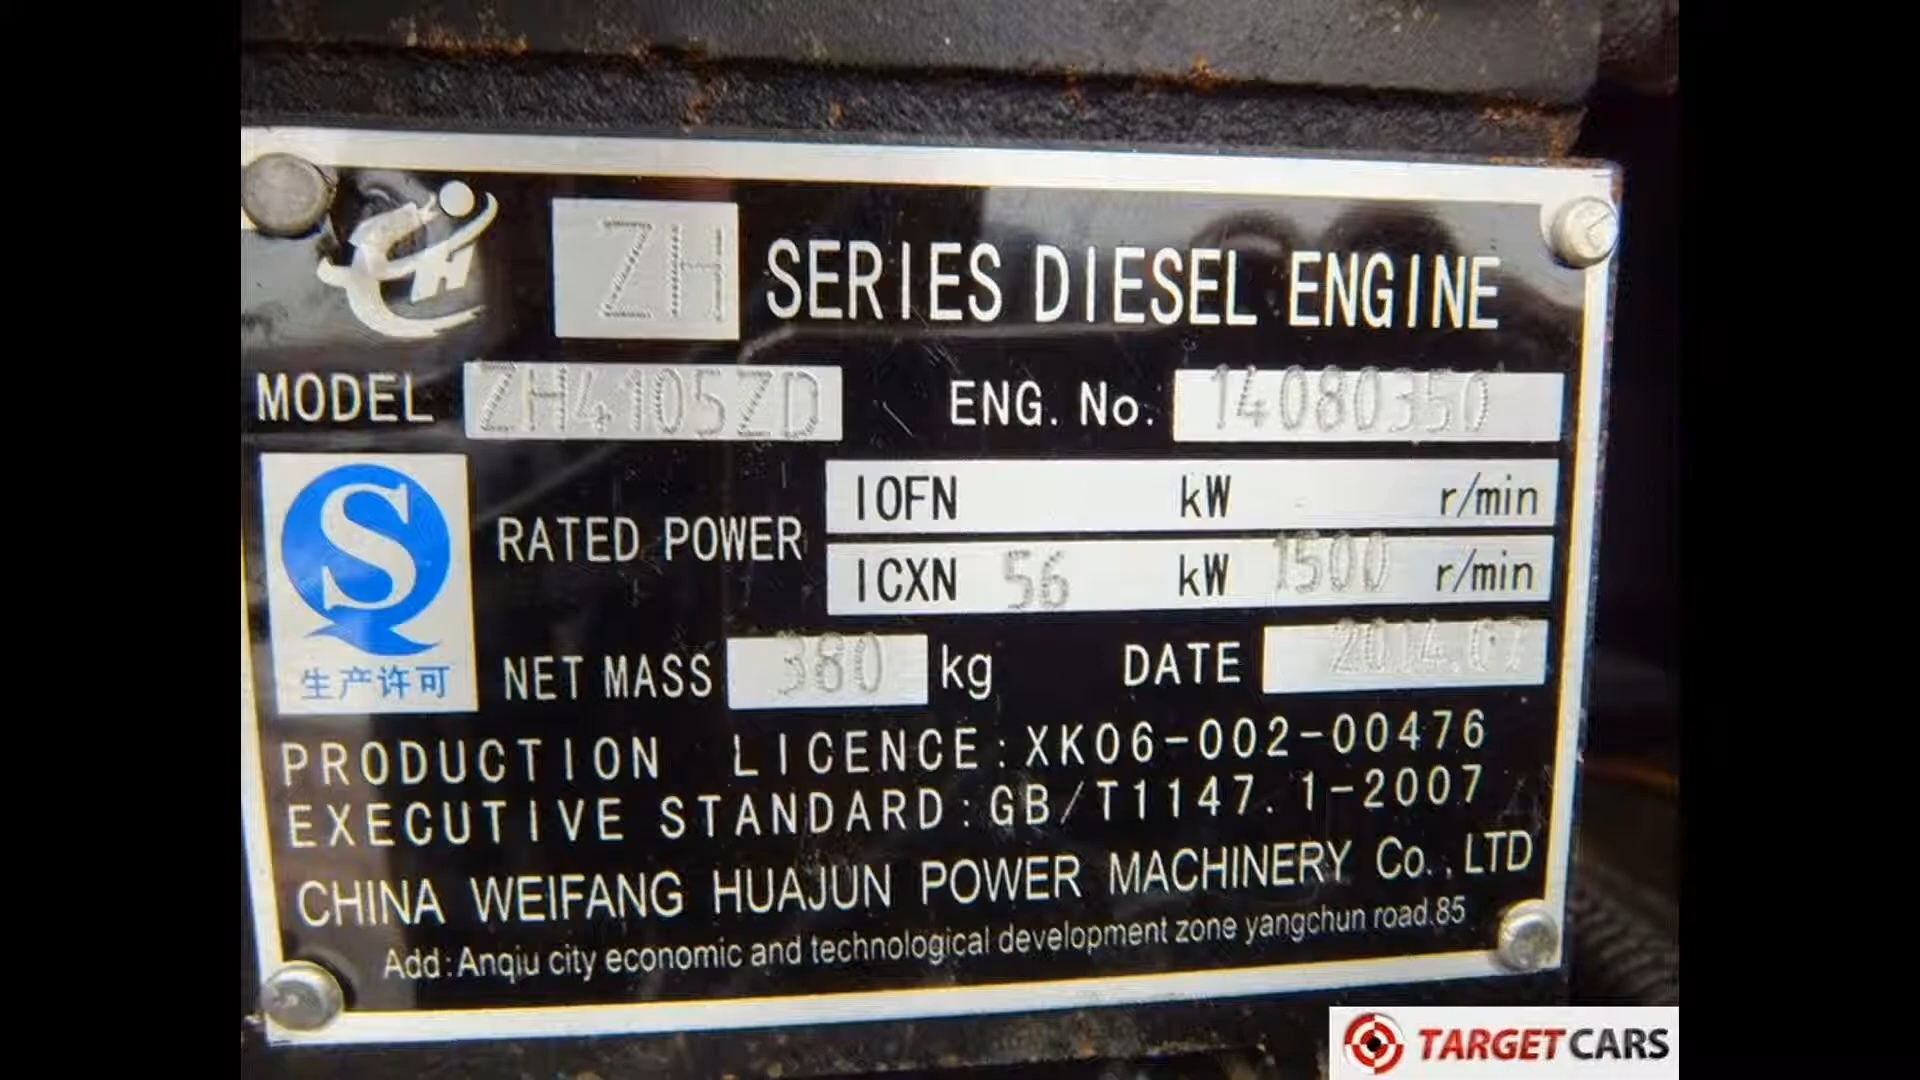 ZH SERIES DIESEL ENGINE
MODEL ZH4105ZD ENG. No. 14080350
RATED POWER
IOFN kW r/min
ICXN 56 kW 1500 r/min
S
生产许可
NET MASS 380 kg DATE 2014.07
PRODUCTION LICENCE:XK06-002-00476
EXECUTIVE STANDARD:GB/T1147.1-2007
CHINA WEIFANG HUAJUN POWER MACHINERY Co., LTD
Add:Anqiu city economic and technological development zone yangchun road.85
TARGETCARS